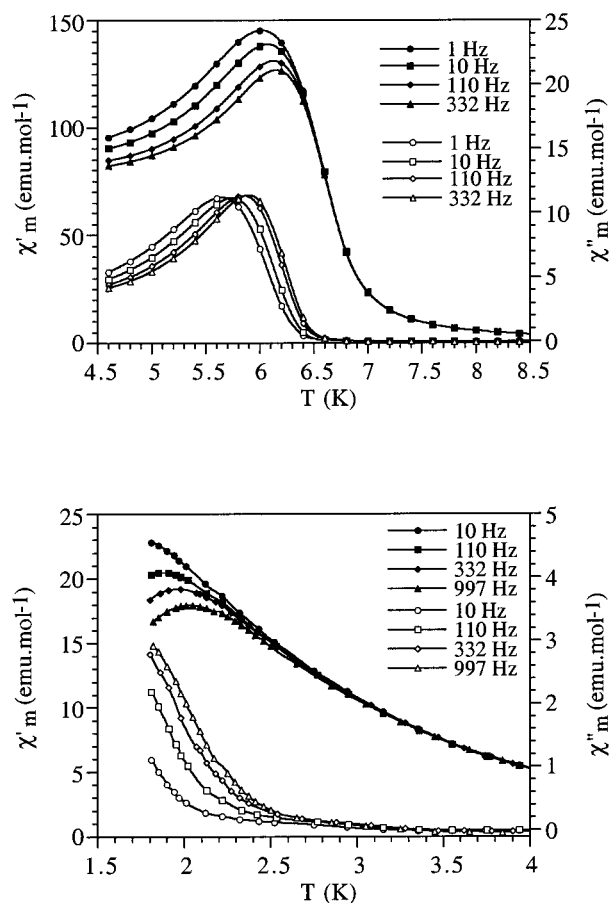 150
100
50
0
χ'm (emu.mol-1)
1 Hz
10 Hz
110 Hz
332 Hz
1 Hz
10 Hz
110 Hz
332 Hz
25
20
15
10
5
0
χ"m (emu.mol-1)
4.5 5 5.5 6 6.5 7 7.5 8 8.5
T (K)
25
20
15
10
5
0
χ'm (emu.mol-1)
10 Hz
110 Hz
332 Hz
997 Hz
10 Hz
110 Hz
332 Hz
997 Hz
5
4
3
2
1
0
χ"m (emu.mol-1)
1.5 2 2.5 3 3.5 4
T (K)